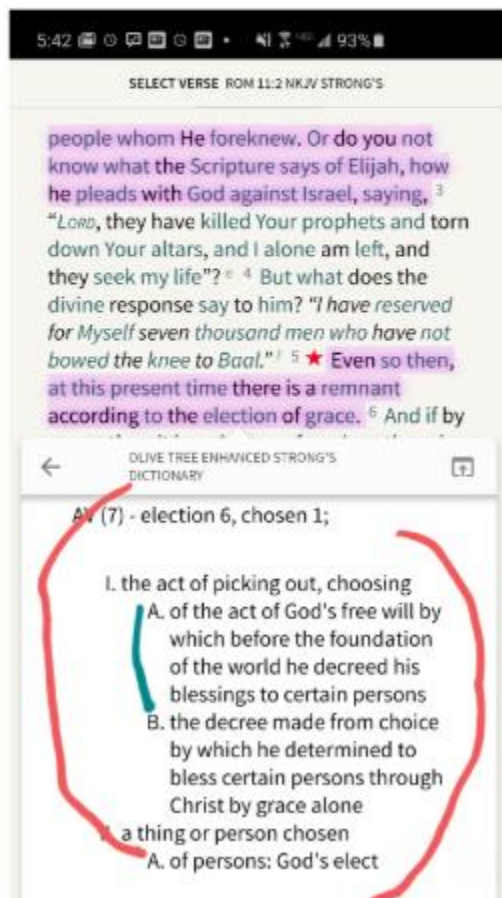 5:42 93%
SELECT VERSE ROM 11:2 NKJV STRONG'S
people whom He foreknew. Or do you not
know what the Scripture says of Elijah, how
he pleads with God against Israel, saying, 3
"LORD, they have killed Your prophets and torn
down Your altars, and I alone am left, and
they seek my life"? e 4 But what does the
divine response say to him? "I have reserved
for Myself seven thousand men who have not
bowed the knee to Baal." f 5 ★ Even so then,
at this present time there is a remnant
according to the election of grace. 6 And if by
OLIVE TREE ENHANCED STRONG'S
DICTIONARY
AV (7) - election 6, chosen 1;
I. the act of picking out, choosing
A. of the act of God's free will by
which before the foundation
of the world he decreed his
blessings to certain persons
B. the decree made from choice
by which he determined to
bless certain persons through
Christ by grace alone
a thing or person chosen
A. of persons: God's elect